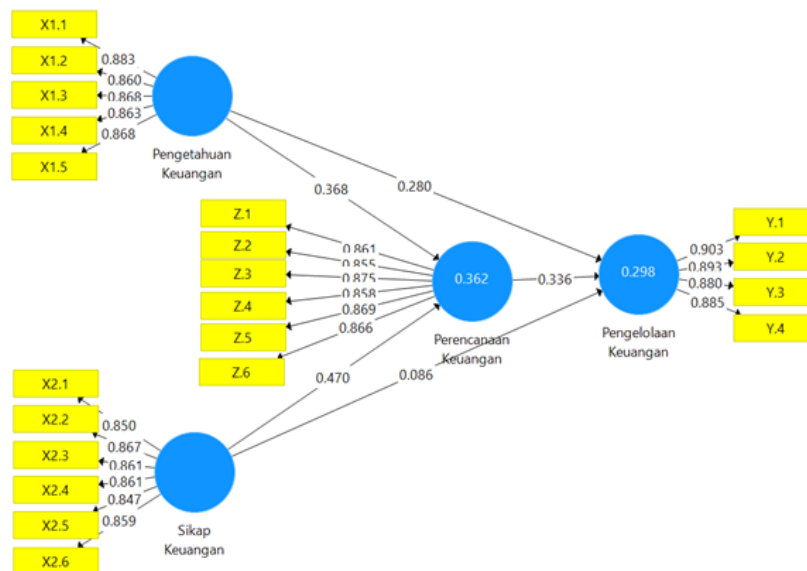 X1.1
X1.2
X1.3
X1.4
X1.5
0.883
0.860
0.868
0.863
0.868
Pengetahuan
Keuangan
0.368
0.280
Z.1
Z.2
Z.3
Z.4
Z.5
Z.6
0.861
0.855
0.875
0.858
0.869
0.866
0.362
Perencanaan
Keuangan
0.336
0.298
Pengelolaan
Keuangan
0.903
0.893
0.880
0.885
Y.1
Y.2
Y.3
Y.4
0.470
0.086
X2.1
X2.2
X2.3
X2.4
X2.5
X2.6
0.850
0.867
0.861
0.861
0.847
0.859
Sikap
Keuangan